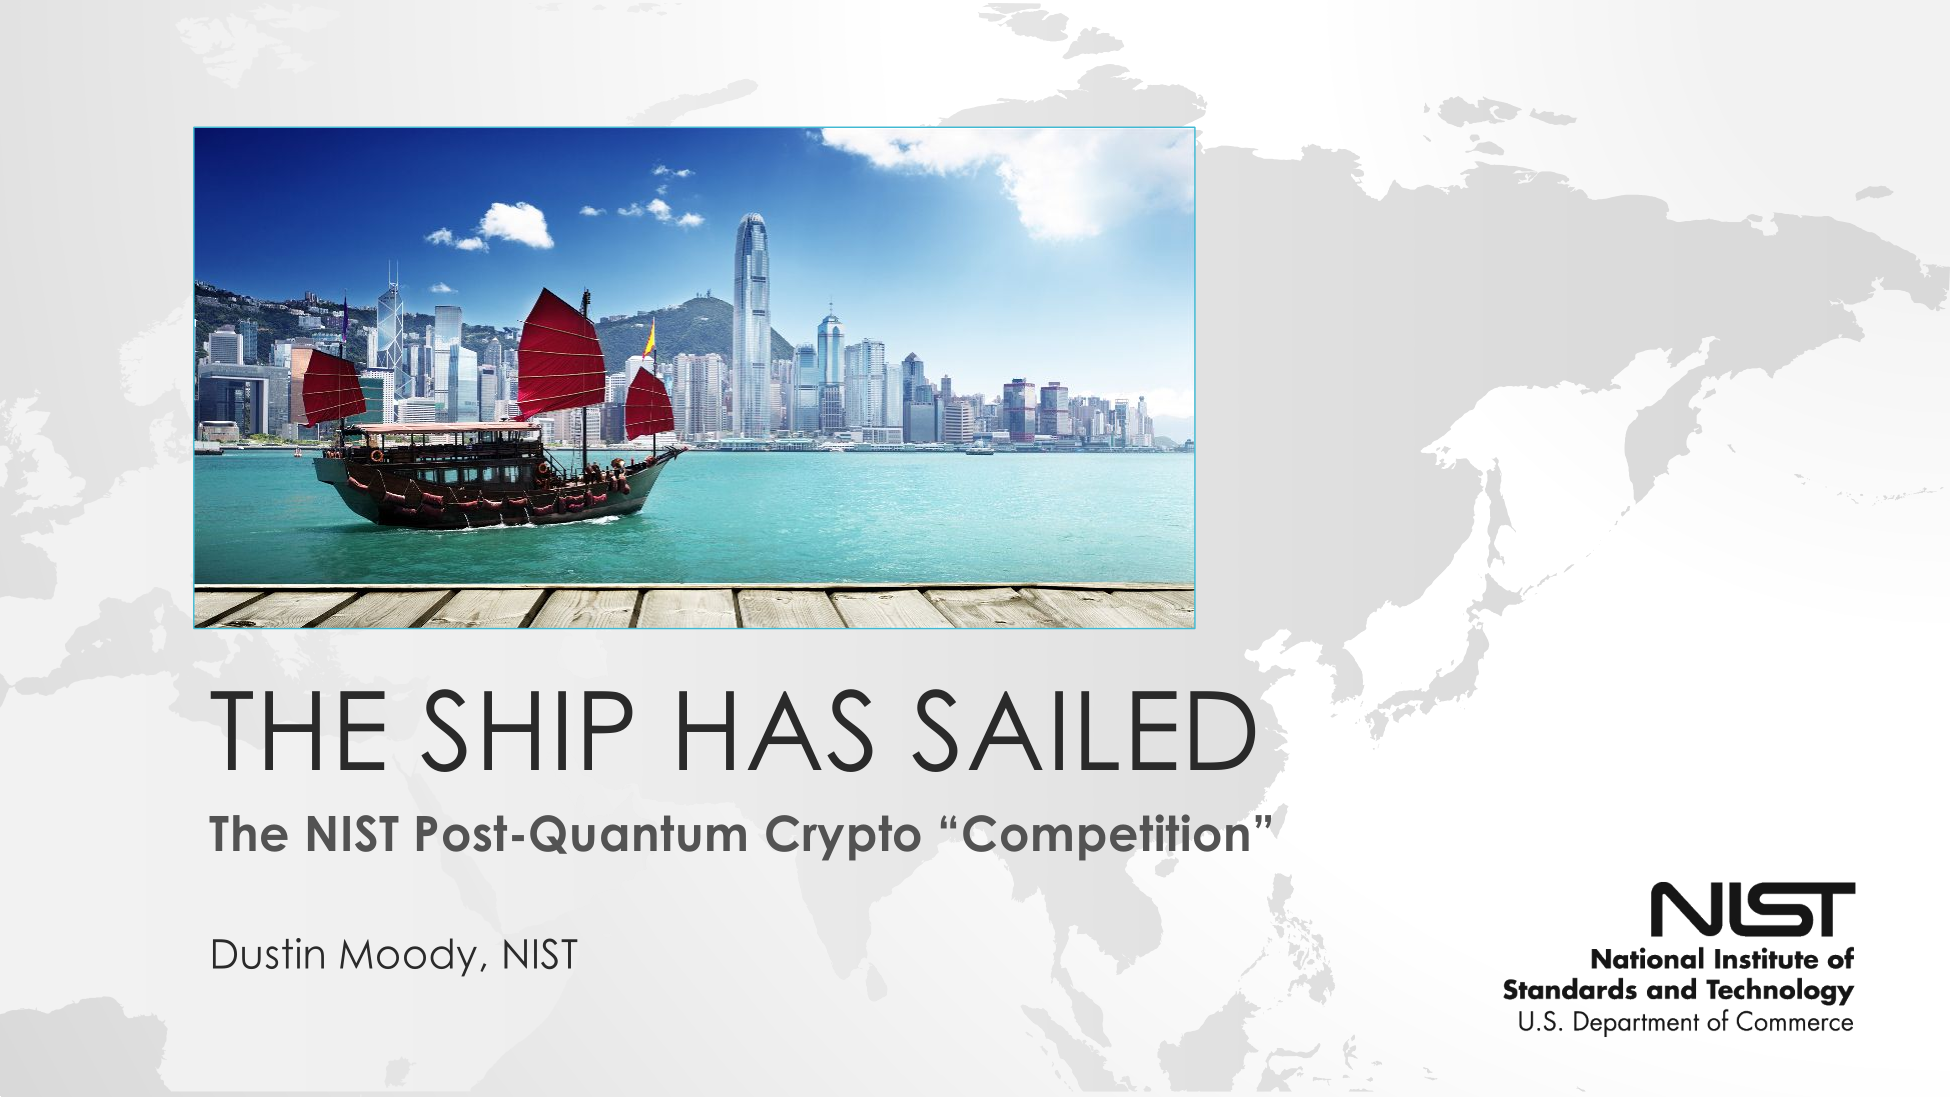 THE SHIP HAS SAILED
The NIST Post-Quantum Crypto “Competition”
Dustin Moody, NIST
NIST
National Institute of
Standards and Technology
U.S. Department of Commerce